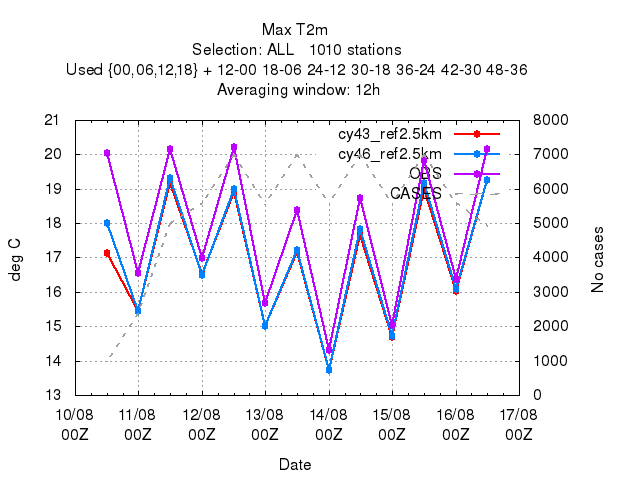 Max T2m
Selection: ALL   1010 stations
Used {00,06,12,18} + 12-00 18-06 24-12 30-18 36-24 42-30 48-36
Averaging window: 12h
21
20
19
18
17
16
15
14
13
deg C
8000
7000
6000
5000
4000
3000
2000
1000
0
No cases
cy43_ref2.5km
cy46_ref2.5km
OBS
CASES
10/08 11/08 12/08 13/08 14/08 15/08 16/08 17/08
00Z 00Z 00Z 00Z 00Z 00Z 00Z 00Z
Date